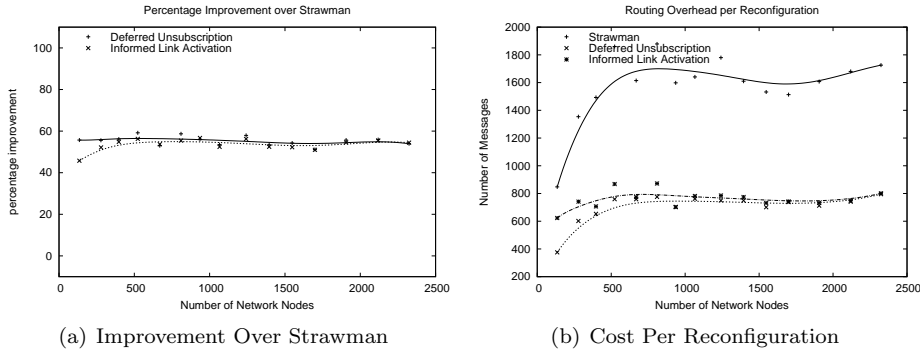 Percentage Improvement over Strawman
Deferred Unsubscription
Informed Link Activation
percentage improvement
100
80
60
40
20
0
0 500 1000 1500 2000 2500
Number of Network Nodes
(a) Improvement Over Strawman
Routing Overhead per Reconfiguration
Strawman
Deferred Unsubscription
Informed Link Activation
Number of Messages
2000
1800
1600
1400
1200
1000
800
600
400
200
0 500 1000 1500 2000 2500
Number of Network Nodes
(b) Cost Per Reconfiguration